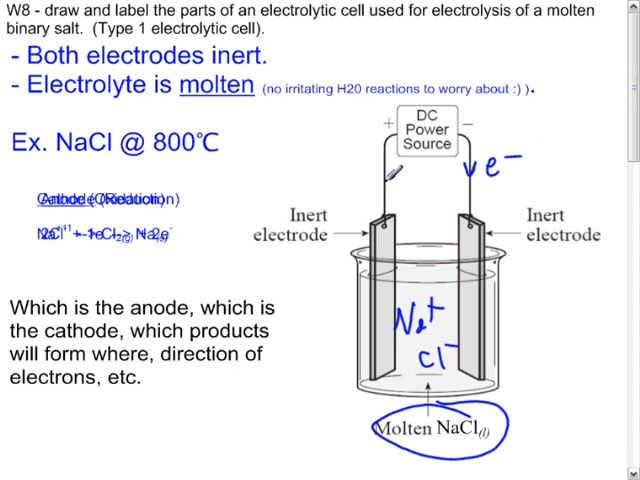 W8 - draw and label the parts of an electrolytic cell used for electrolysis of a molten
binary salt. (Type 1 electrolytic cell).
- Both electrodes inert.
- Electrolyte is molten (no irritating H20 reactions to worry about :) ).
Ex. NaCl @ 800℃
+ DC –
Power
Source
e-
Inert
electrode
Inert
electrode
Na+
Cl-
Which is the anode, which is
the cathode, which products
will form where, direction of
electrons, etc.
Molten NaCl(l)